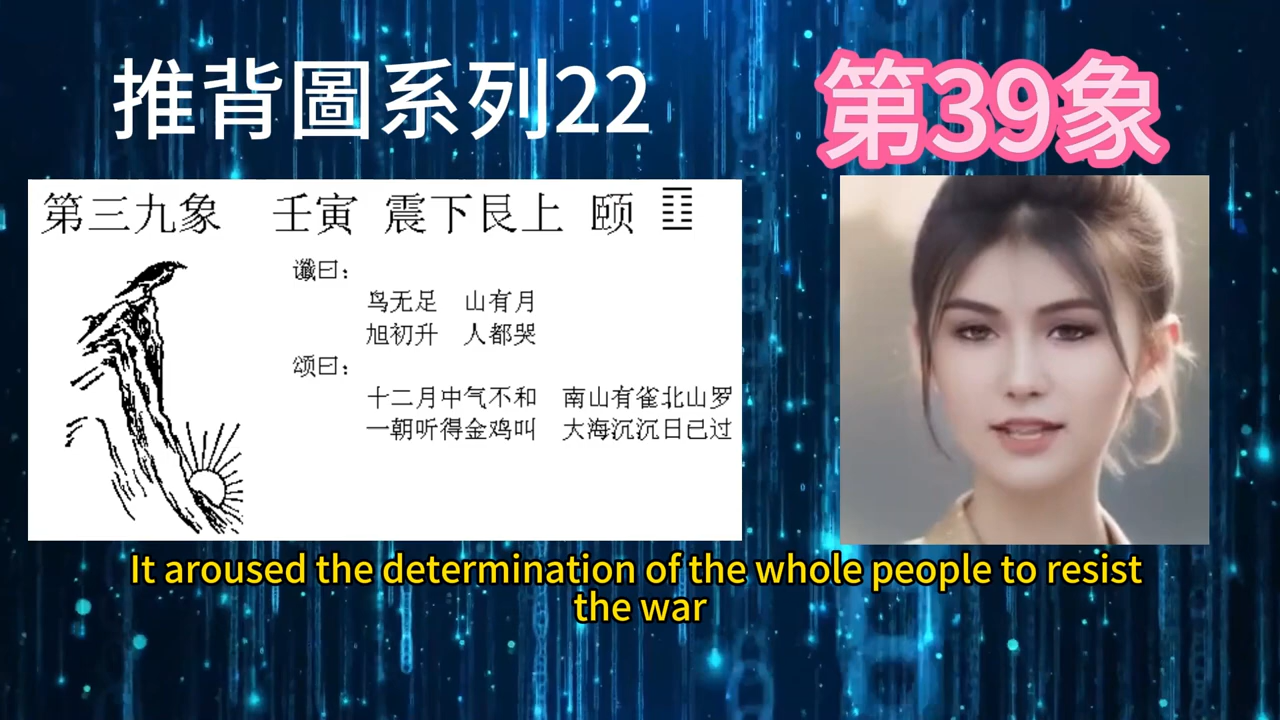 推背圖系列22
第39象
第三九象 壬寅 震下艮上 颐 ䷚
谶曰：
鸟无足 山有月
旭初升 人都哭
颂曰：
十二月中气不和 南山有雀北山罗
一朝听得金鸡叫 大海沉沉日已过
It aroused the determination of the whole people to resist
the war